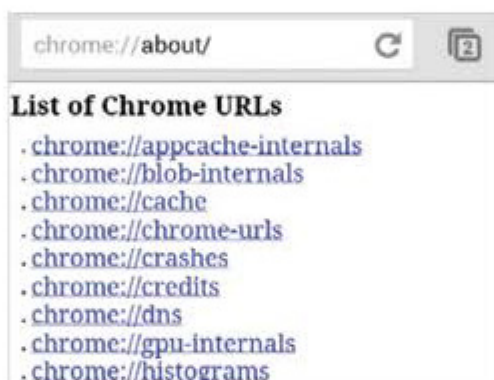 chrome://about/
2
List of Chrome URLs
. chrome://appcache-internals
. chrome://blob-internals
. chrome://cache
. chrome://chrome-urls
. chrome://crashes
. chrome://credits
. chrome://dns
. chrome://gpu-internals
. chrome://histograms